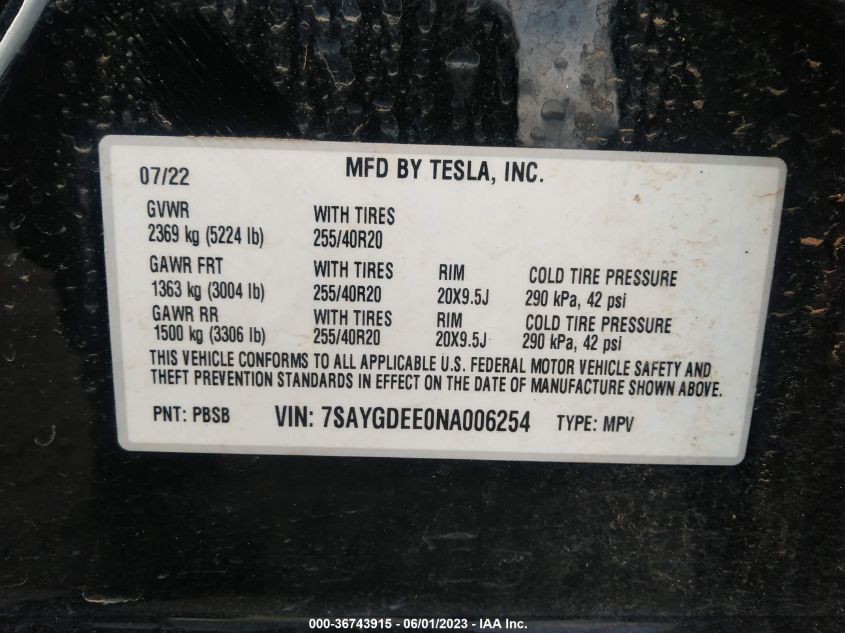 07/22 MFD BY TESLA, INC.
GVWR WITH TIRES
2369 kg (5224 lb) 255/40R20
GAWR FRT WITH TIRES RIM COLD TIRE PRESSURE
1363 kg (3004 lb) 255/40R20 20X9.5J 290 kPa, 42 psi
GAWR RR WITH TIRES RIM COLD TIRE PRESSURE
1500 kg (3306 lb) 255/40R20 20X9.5J 290 kPa, 42 psi
THIS VEHICLE CONFORMS TO ALL APPLICABLE U.S. FEDERAL MOTOR VEHICLE SAFETY AND
THEFT PREVENTION STANDARDS IN EFFECT ON THE DATE OF MANUFACTURE SHOWN ABOVE.
PNT: PBSB VIN: 7SAYGDEE0NA006254 TYPE: MPV
000-36743915 - 06/01/2023 - IAA Inc.